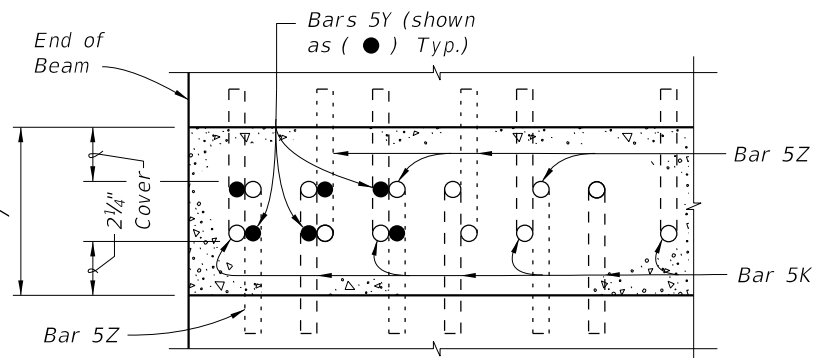 Bars 5Y (shown
as ( ● ) Typ.)
End of
Beam
Bar 5Z
2¼"
Cover
Bar 5K
Bar 5Z